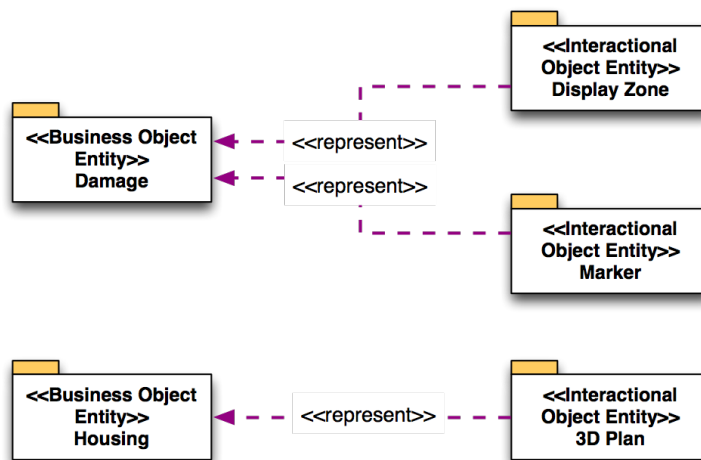 <<Interactional
Object Entity>>
Display Zone
<<Business Object
Entity>>
Damage
<<represent>>
<<represent>>
<<Interactional
Object Entity>>
Marker
<<Business Object
Entity>>
Housing
<<represent>>
<<Interactional
Object Entity>>
3D Plan